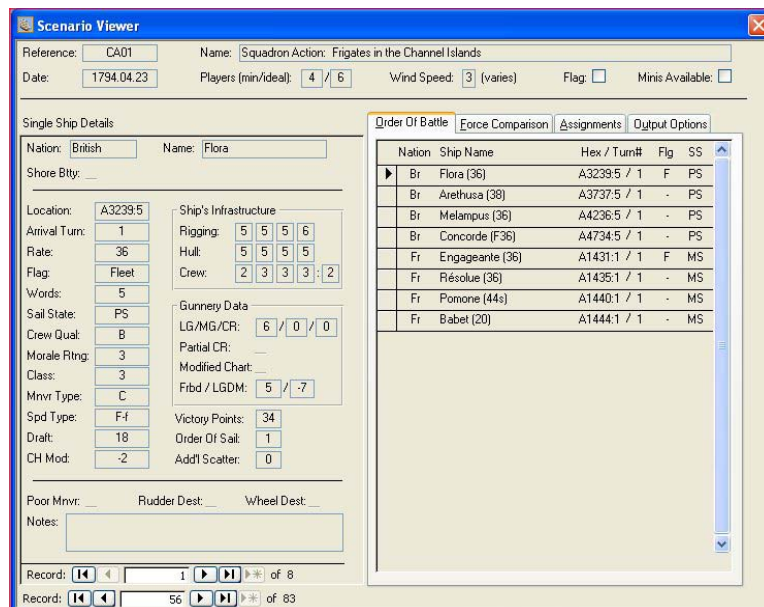 Scenario Viewer
Reference: CA01 Name: Squadron Action: Frigates in the Channel Islands
Date: 1794.04.23 Players (min/ideal): 4 / 6 Wind Speed: 3 (varies) Flag: Minis Available:
Single Ship Details
Nation: British Name: Flora
Shore Btty: __
Location: A3239:5
Arrival Turn: 1
Rate: 36
Flag: Fleet
Words: 5
Sail State: PS
Crew Qual: B
Morale Rtng: 3
Class: 3
Mnvr Type: C
Spd Type: F-f
Draft: 18
CH Mod: -2
Ship's Infrastructure
Rigging: 5 5 5 6
Hull: 5 5 5 5
Crew: 2 3 3 3 : 2
Gunnery Data
LG/MG/CR: 6 / 0 / 0
Partial CR: __
Modified Chart: __
Frbd / LGDM: 5 / -7
Victory Points: 34
Order Of Sail: 1
Add'l Scatter: 0
Poor Mnvr: __ Rudder Dest: __ Wheel Dest: __
Notes:
Record: 1 of 8
Record: 56 of 83
Order Of Battle Force Comparison Assignments Output Options
Nation Ship Name Hex / Turn# Flg SS
Br Flora (36) A3239:5 / 1 F PS
Br Arethusa (38) A3737:5 / 1 - PS
Br Melampus (36) A4236:5 / 1 - PS
Br Concorde (F36) A4734:5 / 1 - PS
Fr Engageante (36) A1431:1 / 1 F MS
Fr Résolue (36) A1435:1 / 1 - MS
Fr Pomone (44s) A1440:1 / 1 - MS
Fr Babet (20) A1444:1 / 1 - MS